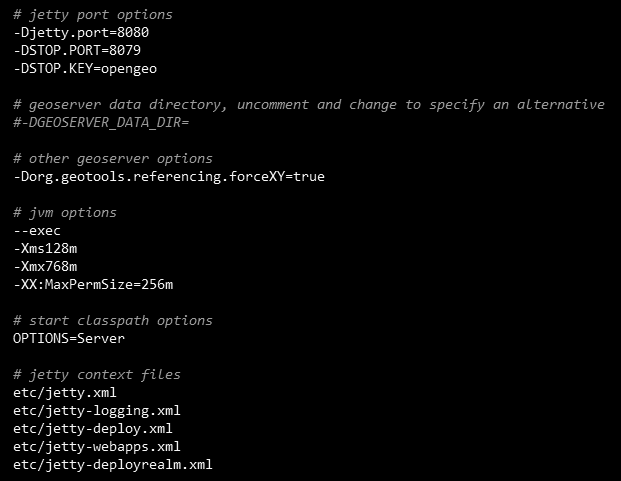 # jetty port options
-Djetty.port=8080
-DSTOP.PORT=8079
-DSTOP.KEY=opengeo
# geoserver data directory, uncomment and change to specify an alternative
#-DGEOSERVER_DATA_DIR=
# other geoserver options
-Dorg.geotools.referencing.forceXY=true
# jvm options
--exec
-Xms128m
-Xmx768m
-XX:MaxPermSize=256m
# start classpath options
OPTIONS=Server
# jetty context files
etc/jetty.xml
etc/jetty-logging.xml
etc/jetty-deploy.xml
etc/jetty-webapps.xml
etc/jetty-deployrealm.xml